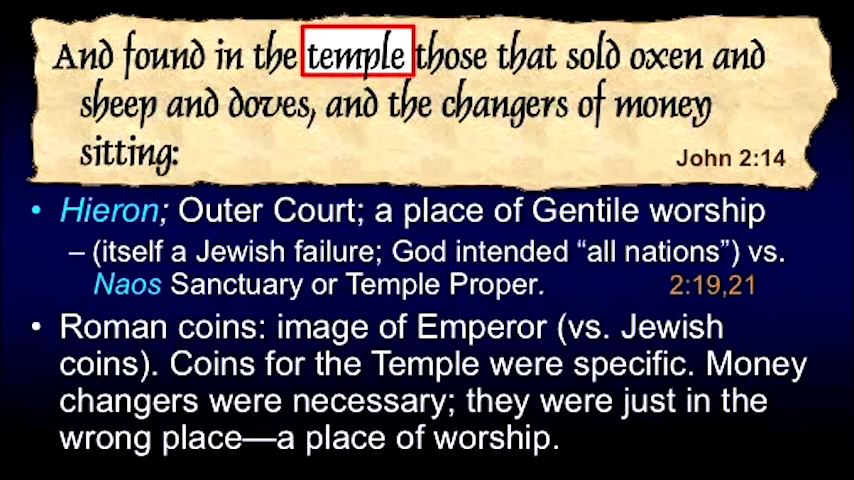 And found in the temple those that sold oxen and
sheep and doves, and the changers of money
sitting:
John 2:14
• Hieron; Outer Court; a place of Gentile worship
– (itself a Jewish failure; God intended “all nations”) vs.
Naos Sanctuary or Temple Proper. 2:19,21
• Roman coins: image of Emperor (vs. Jewish
coins). Coins for the Temple were specific. Money
changers were necessary; they were just in the
wrong place—a place of worship.